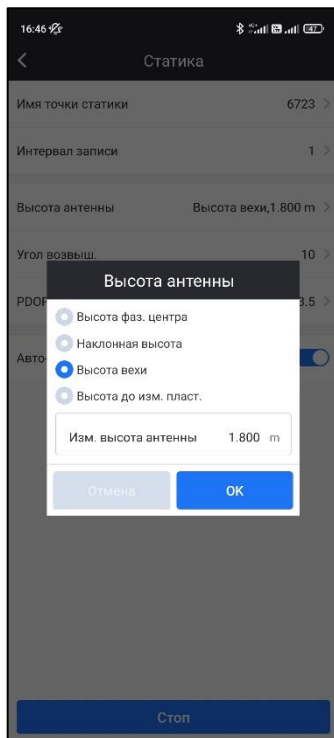 16:46
47
Статика
Имя точки статики 6723
Интервал записи 1
Высота антенны Высота вехи,1.800 m
Угол возвыш. 10
PDOP 3.5
Авто-
Высота антенны
Высота фаз. центра
Наклонная высота
Высота вехи
Высота до изм. пласт.
Изм. высота антенны 1.800 m
Отмена OK
Стоп